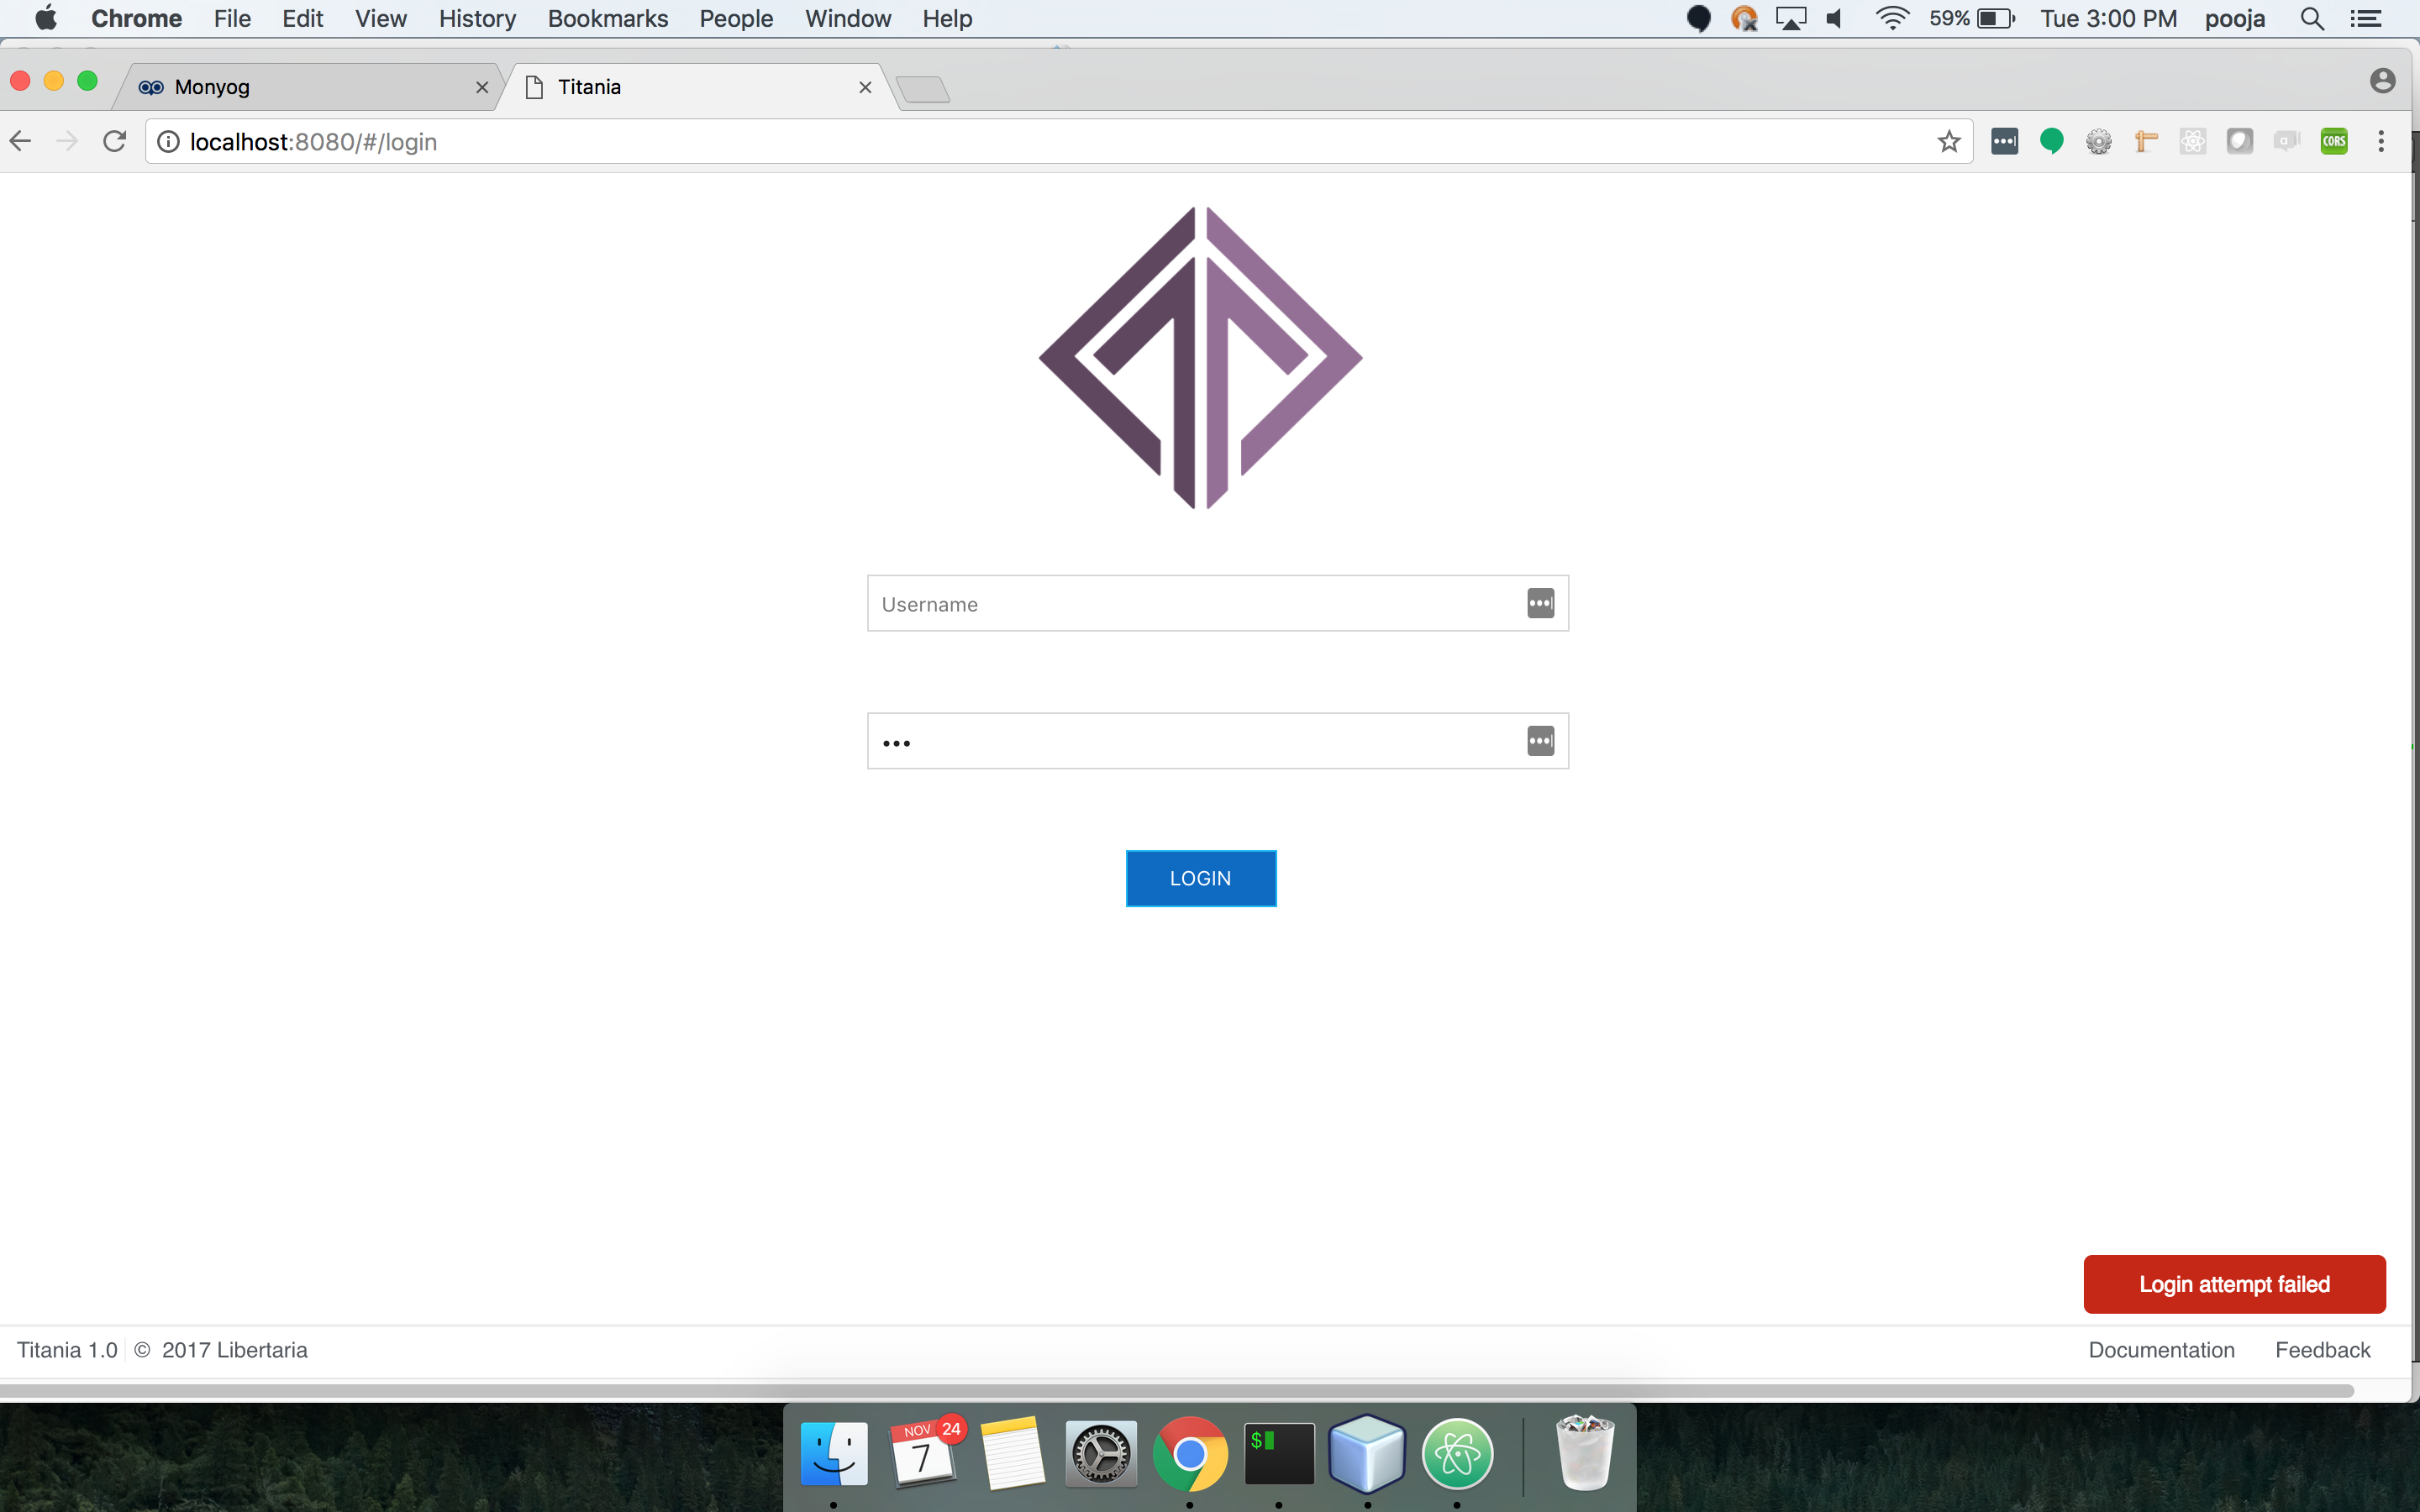 Chrome File Edit View History Bookmarks People Window Help 59% Tue 3:00 PM pooja
Monyog Titania
localhost:8080/#/login CORS
Username
•••
LOGIN
Login attempt failed
Titania 1.0 © 2017 Libertaria Documentation Feedback
NOV 24
7
$